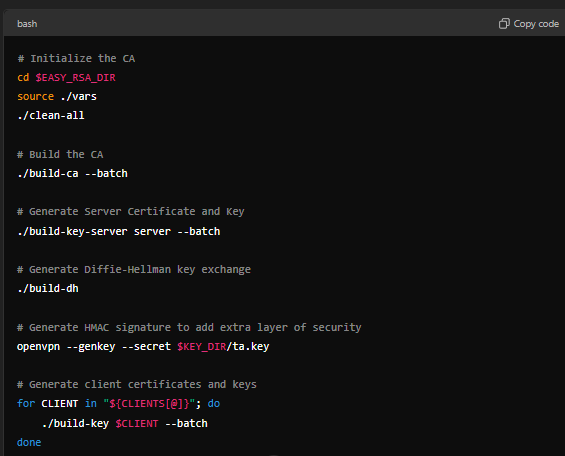 bash
Copy code
# Initialize the CA
cd $EASY_RSA_DIR
source ./vars
./clean-all
# Build the CA
./build-ca --batch
# Generate Server Certificate and Key
./build-key-server server --batch
# Generate Diffie-Hellman key exchange
./build-dh
# Generate HMAC signature to add extra layer of security
openvpn --genkey --secret $KEY_DIR/ta.key
# Generate client certificates and keys
for CLIENT in "${CLIENTS[@]}"; do
    ./build-key $CLIENT --batch
done